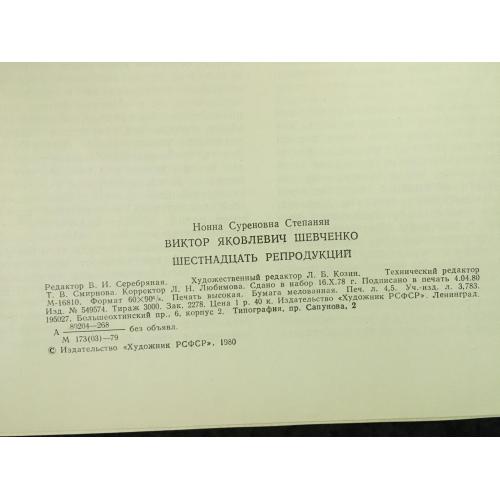 Нонна Суреновна Степанян
ВИКТОР ЯКОВЛЕВИЧ ШЕВЧЕНКО
ШЕСТНАДЦАТЬ РЕПРОДУКЦИЙ
Редактор В. И. Серебряная. Художественный редактор Л. Б. Козин. Технический редактор
Т. В. Смирнова. Корректор Л. Н. Любимова. Сдано в набор 16.X.78 г. Подписано в печать 4.04.80
М-16810. Формат 60×90⅛. Печать высокая. Бумага мелованная. Печ. л. 4,5. Уч.-изд. л. 3,783.
Изд. № 549574. Тираж 3000. Зак. 2278. Цена 1 р. 40 к. Издательство «Художник РСФСР». Ленинград.
195027, Большеохтинский пр., 6, корпус 2. Типография, пр. Сапунова, 2
80204—268
А без объявл.
М 173(03)—79
© Издательство «Художник РСФСР», 1980